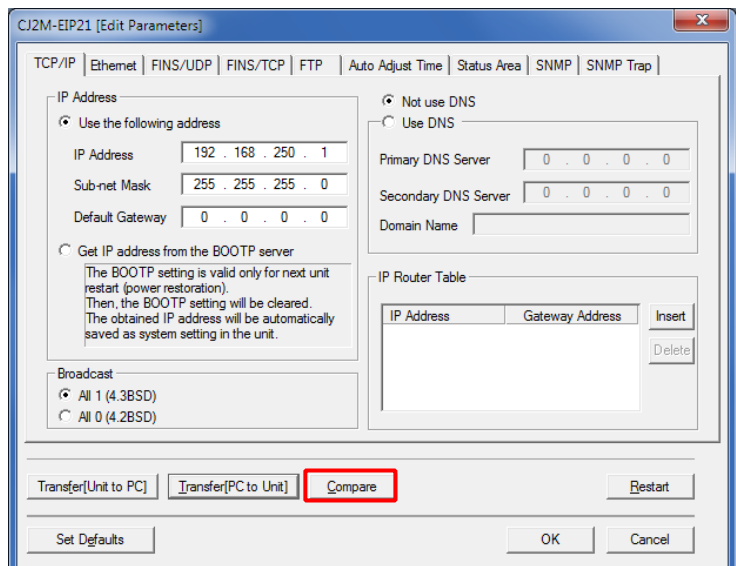 CJ2M-EIP21 [Edit Parameters]
TCP/IP Ethernet FINS/UDP FINS/TCP FTP Auto Adjust Time Status Area SNMP SNMP Trap
IP Address
Use the following address
IP Address 192 . 168 . 250 . 1
Sub-net Mask 255 . 255 . 255 . 0
Default Gateway 0 . 0 . 0 . 0
Get IP address from the BOOTP server
The BOOTP setting is valid only for next unit
restart (power restoration).
Then, the BOOTP setting will be cleared.
The obtained IP address will be automatically
saved as system setting in the unit.
Broadcast
All 1 (4.3BSD)
All 0 (4.2BSD)
Not use DNS
Use DNS
Primary DNS Server 0 . 0 . 0 . 0
Secondary DNS Server 0 . 0 . 0 . 0
Domain Name
IP Router Table
IP Address Gateway Address
Insert
Delete
Transfer[Unit to PC] Transfer[PC to Unit] Compare Restart
Set Defaults OK Cancel